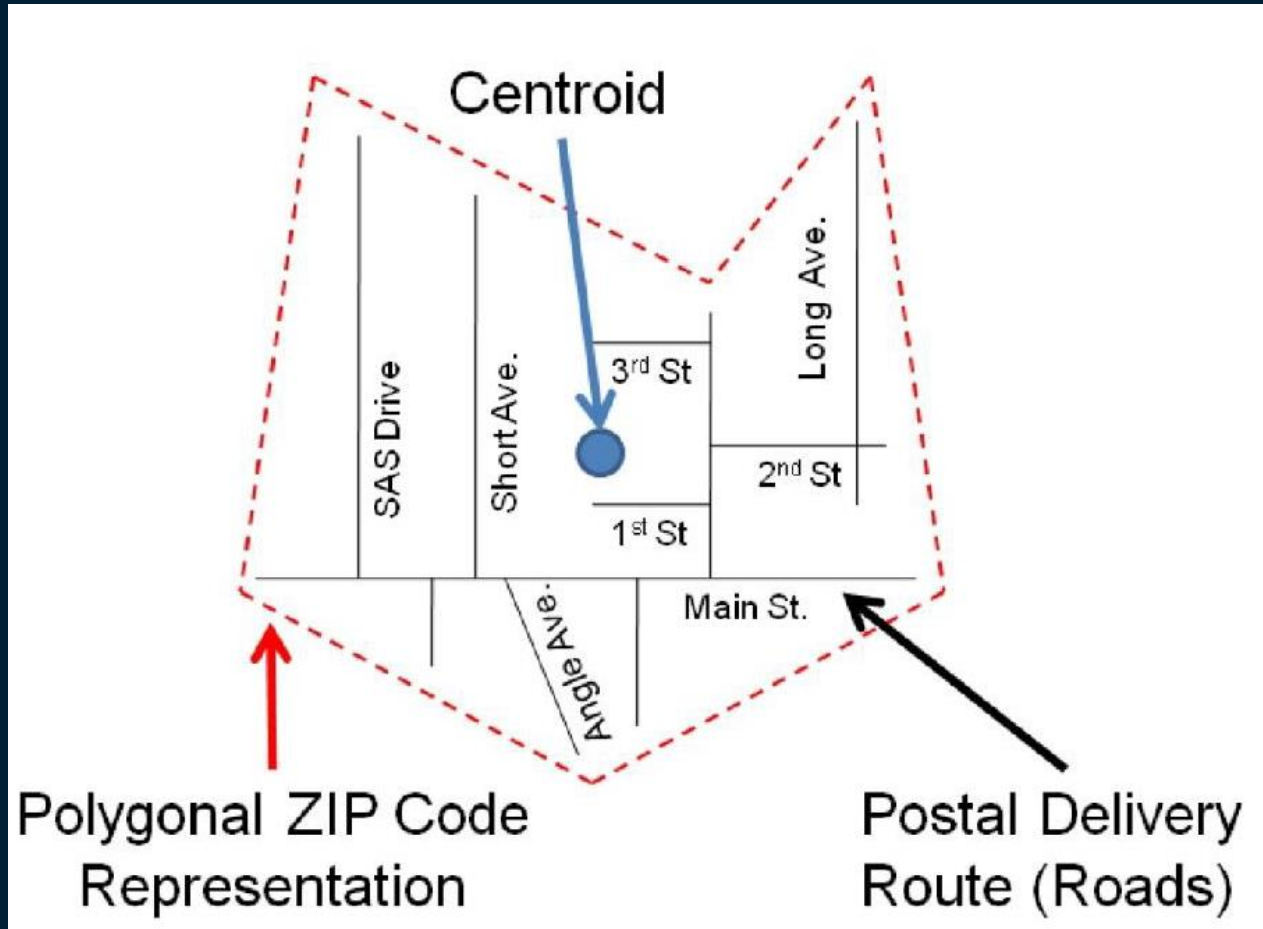 Centroid
Long Ave.
3rd St
SAS Drive
Short Ave.
2nd St
1st St
Main St.
Angle Ave.
Polygonal ZIP Code
Representation
Postal Delivery
Route (Roads)